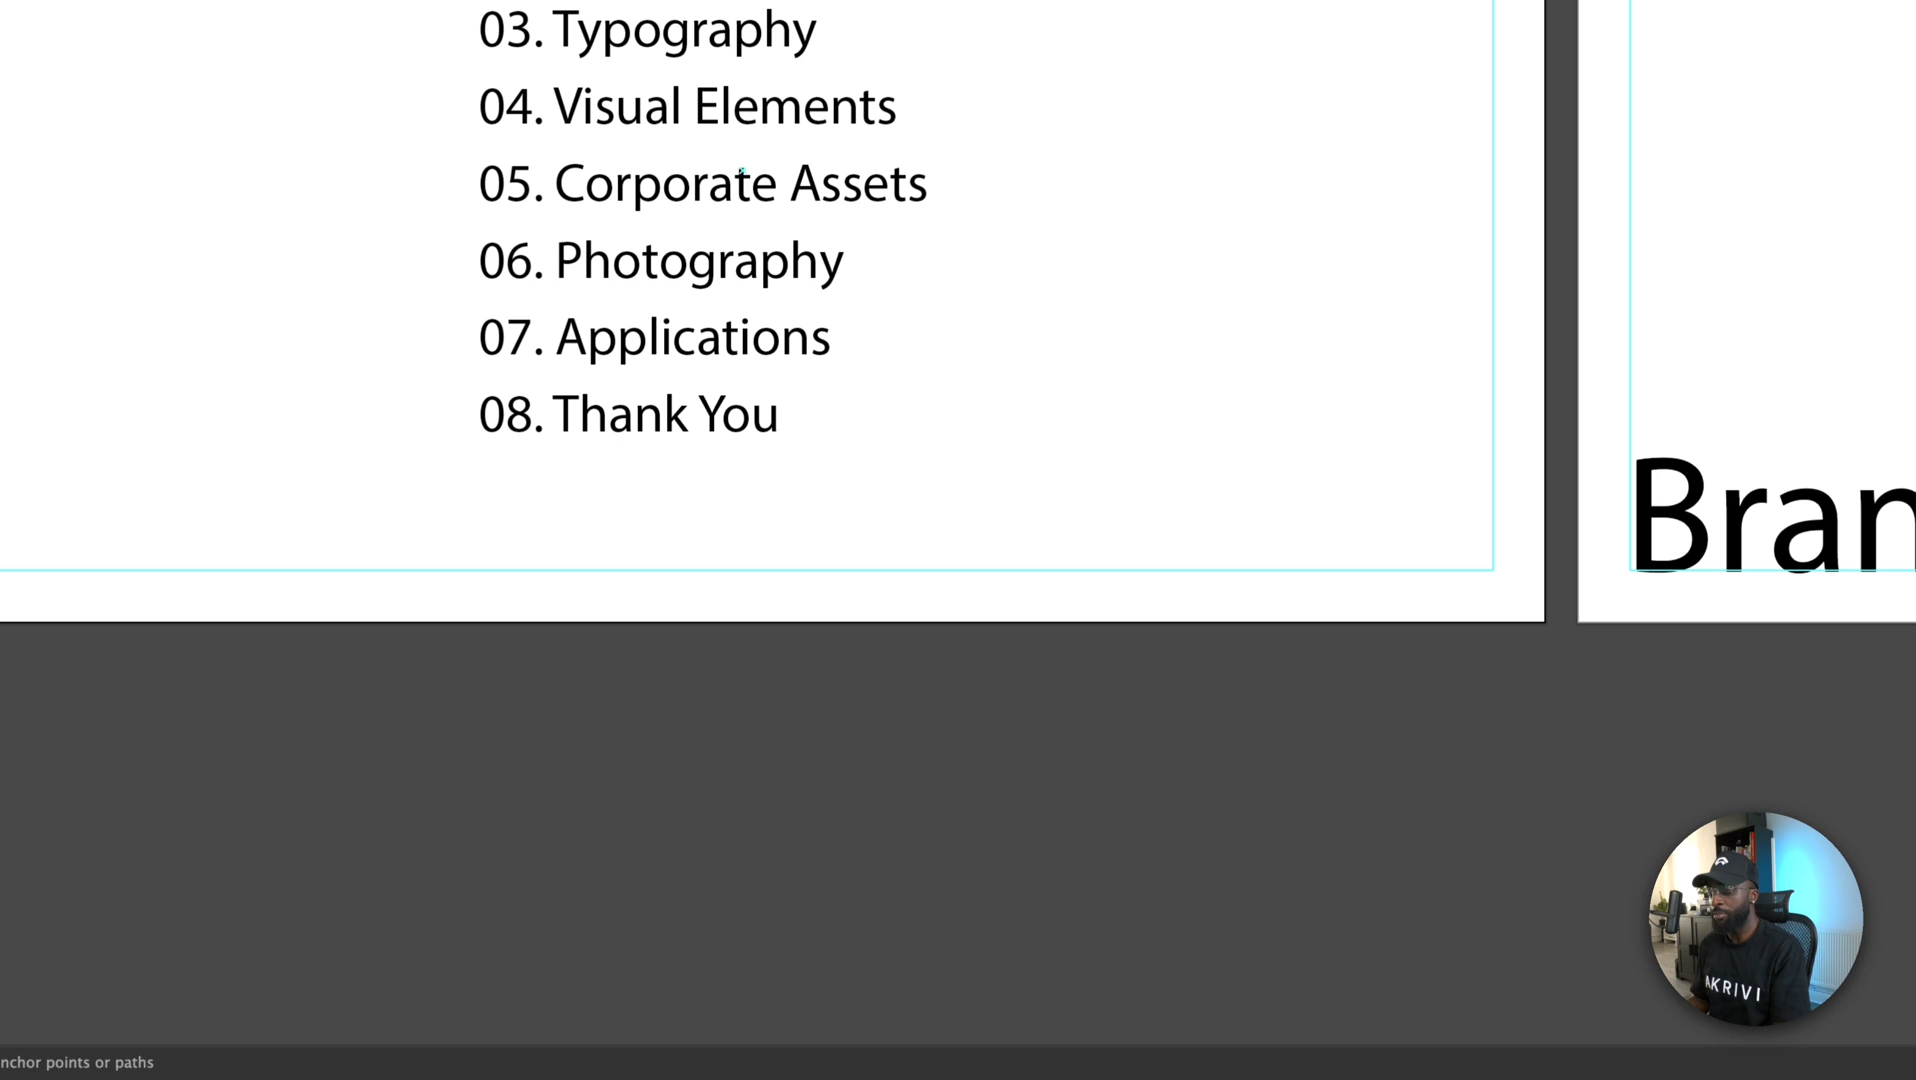 03. Typography
04. Visual Elements
05. Corporate Assets
06. Photography
07. Applications
08. Thank You
Bran
AKRIVI
nchor points or paths